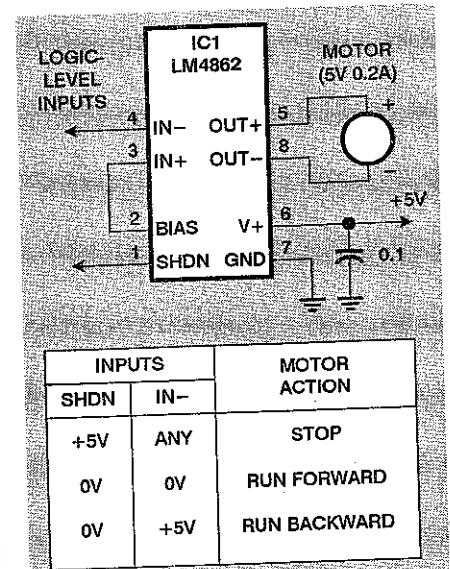 IC1
LM4862
LOGIC-
LEVEL
INPUTS
MOTOR
(5V 0.2A)
4
IN−
OUT+
5
+
3
IN+
OUT−
8
−
+5V
2
BIAS
V+
6
1
SHDN
GND
7
0.1
INPUTS
MOTOR
ACTION
SHDN
IN−
+5V
ANY
STOP
0V
0V
RUN FORWARD
0V
+5V
RUN BACKWARD